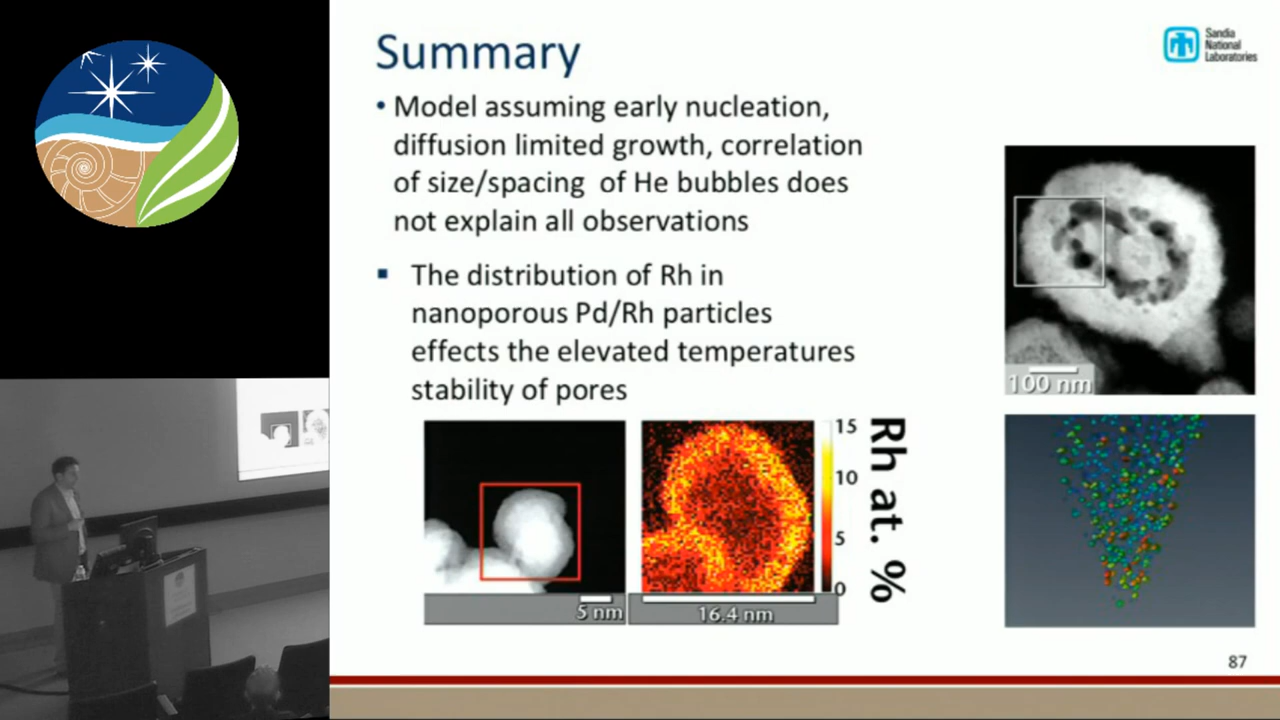 Summary
Sandia
National
Laboratories
• Model assuming early nucleation,
diffusion limited growth, correlation
of size/spacing of He bubbles does
not explain all observations
▪ The distribution of Rh in
nanoporous Pd/Rh particles
effects the elevated temperatures
stability of pores
100 nm
15
10
5
0
Rh at. %
5 nm
16.4 nm
87